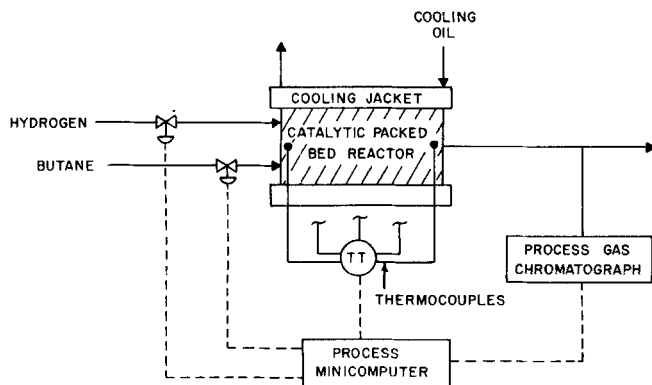 COOLING
OIL
COOLING JACKET
HYDROGEN
CATALYTIC PACKED
BED REACTOR
BUTANE
TT
THERMOCOUPLES
PROCESS GAS
CHROMATOGRAPH
PROCESS
MINICOMPUTER